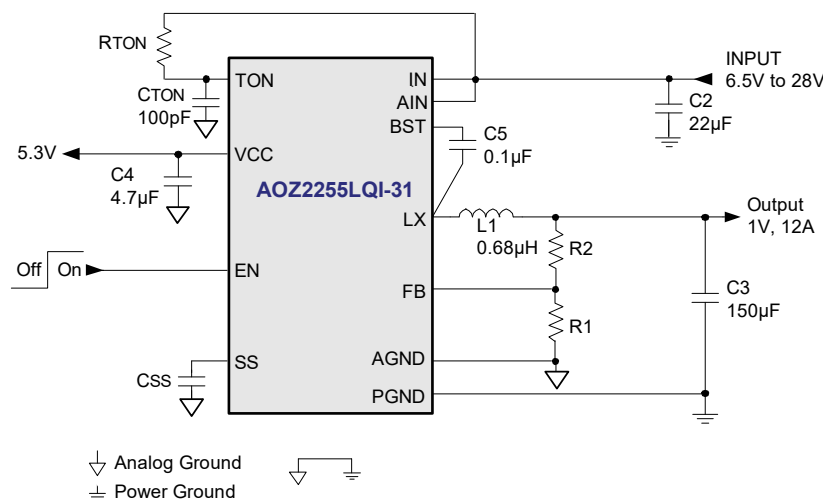 RTON
TON
CTON
100pF
5.3V
VCC
C4
4.7µF
AOZ2255LQI-31
Off
On
EN
SS
CSS
IN
AIN
BST
INPUT
6.5V to 28V
C2
22µF
C5
0.1µF
LX
L1
0.68µH
Output
1V, 12A
R2
FB
R1
C3
150µF
AGND
PGND
Analog Ground
Power Ground